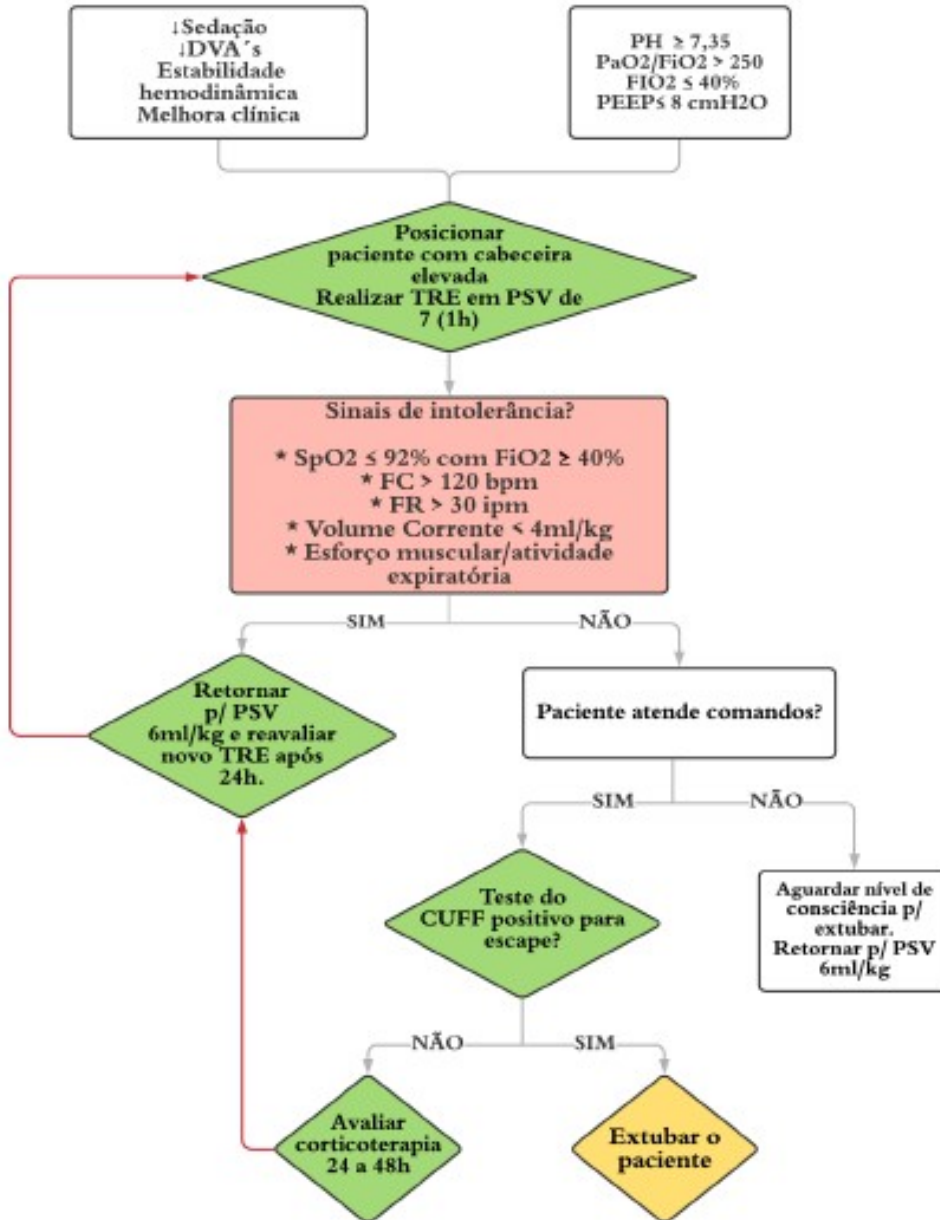 ↓Sedação
↓DVA´s
Estabilidade
hemodinâmica
Melhora clínica
PH ≥ 7,35
PaO2/FiO2 > 250
FIO2 ≤ 40%
PEEP≤ 8 cmH2O
Posicionar
paciente com cabeceira
elevada
Realizar TRE em PSV de
7 (1h)
Sinais de intolerância?
* SpO2 ≤ 92% com FiO2 ≥ 40%
* FC > 120 bpm
* FR > 30 ipm
* Volume Corrente < 4ml/kg
* Esforço muscular/atividade
expiratória
SIM
NÃO
Retornar
p/ PSV
6ml/kg e reavaliar
novo TRE após
24h.
Paciente atende comandos?
SIM
NÃO
Teste do
CUFF positivo para
escape?
Aguardar nível de
consciência p/
extubar.
Retornar p/ PSV
6ml/kg
NÃO
SIM
Avaliar
corticoterapia
24 a 48h
Extubar o
paciente